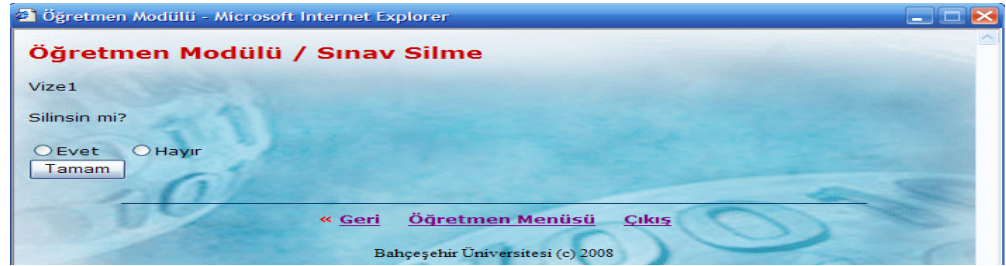 Öğretmen Modülü - Microsoft Internet Explorer
Öğretmen Modülü / Sınav Silme
Vize1
Silinsin mi?
Evet Hayır
Tamam
« Geri Öğretmen Menüsü Çıkış
Bahçeşehir Üniversitesi (c) 2008